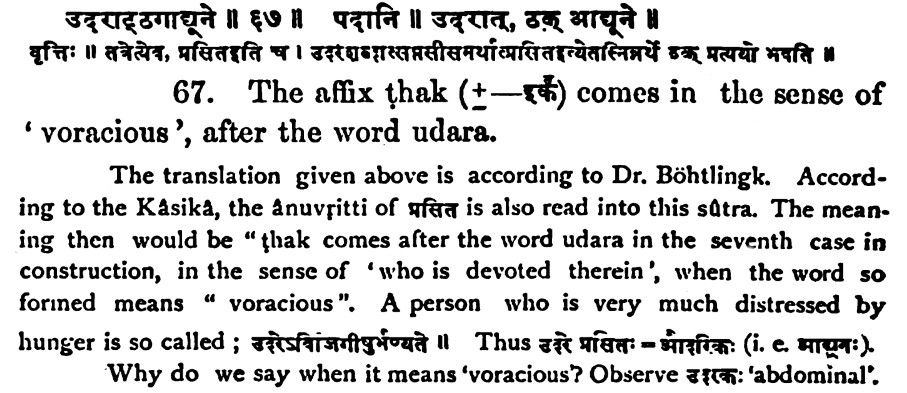 उदराट्ठगाद्यूने ॥ ६७ ॥ पदानि ॥ उदरात्, ठक् आद्यूने ॥
वृत्तिः ॥ तत्रेत्येव, प्रसितइति च । उदरशब्दात्सप्तमीसमर्थात्प्रसितइत्येतस्मिन्नर्थे ठक् प्रत्ययो भवति ॥
67. The affix ṭhak (±—इकॅ) comes in the sense of
‘voracious’, after the word udara.
The translation given above is according to Dr. Böhtlingk. Accord-
ing to the Kâsikâ, the ânuvṛitti of प्रसित is also read into this sûtra. The mean-
ing then would be “ṭhak comes after the word udara in the seventh case in
construction, in the sense of ‘who is devoted therein’, when the word so
formed means “voracious”. A person who is very much distressed by
hunger is so called; उदरेऽविजिगीषुर्भण्यते ॥ Thus उदरे प्रसितः = औदरिकः (i. e. आद्यूनः).
Why do we say when it means ‘voracious? Observe उदरकः ‘abdominal’.